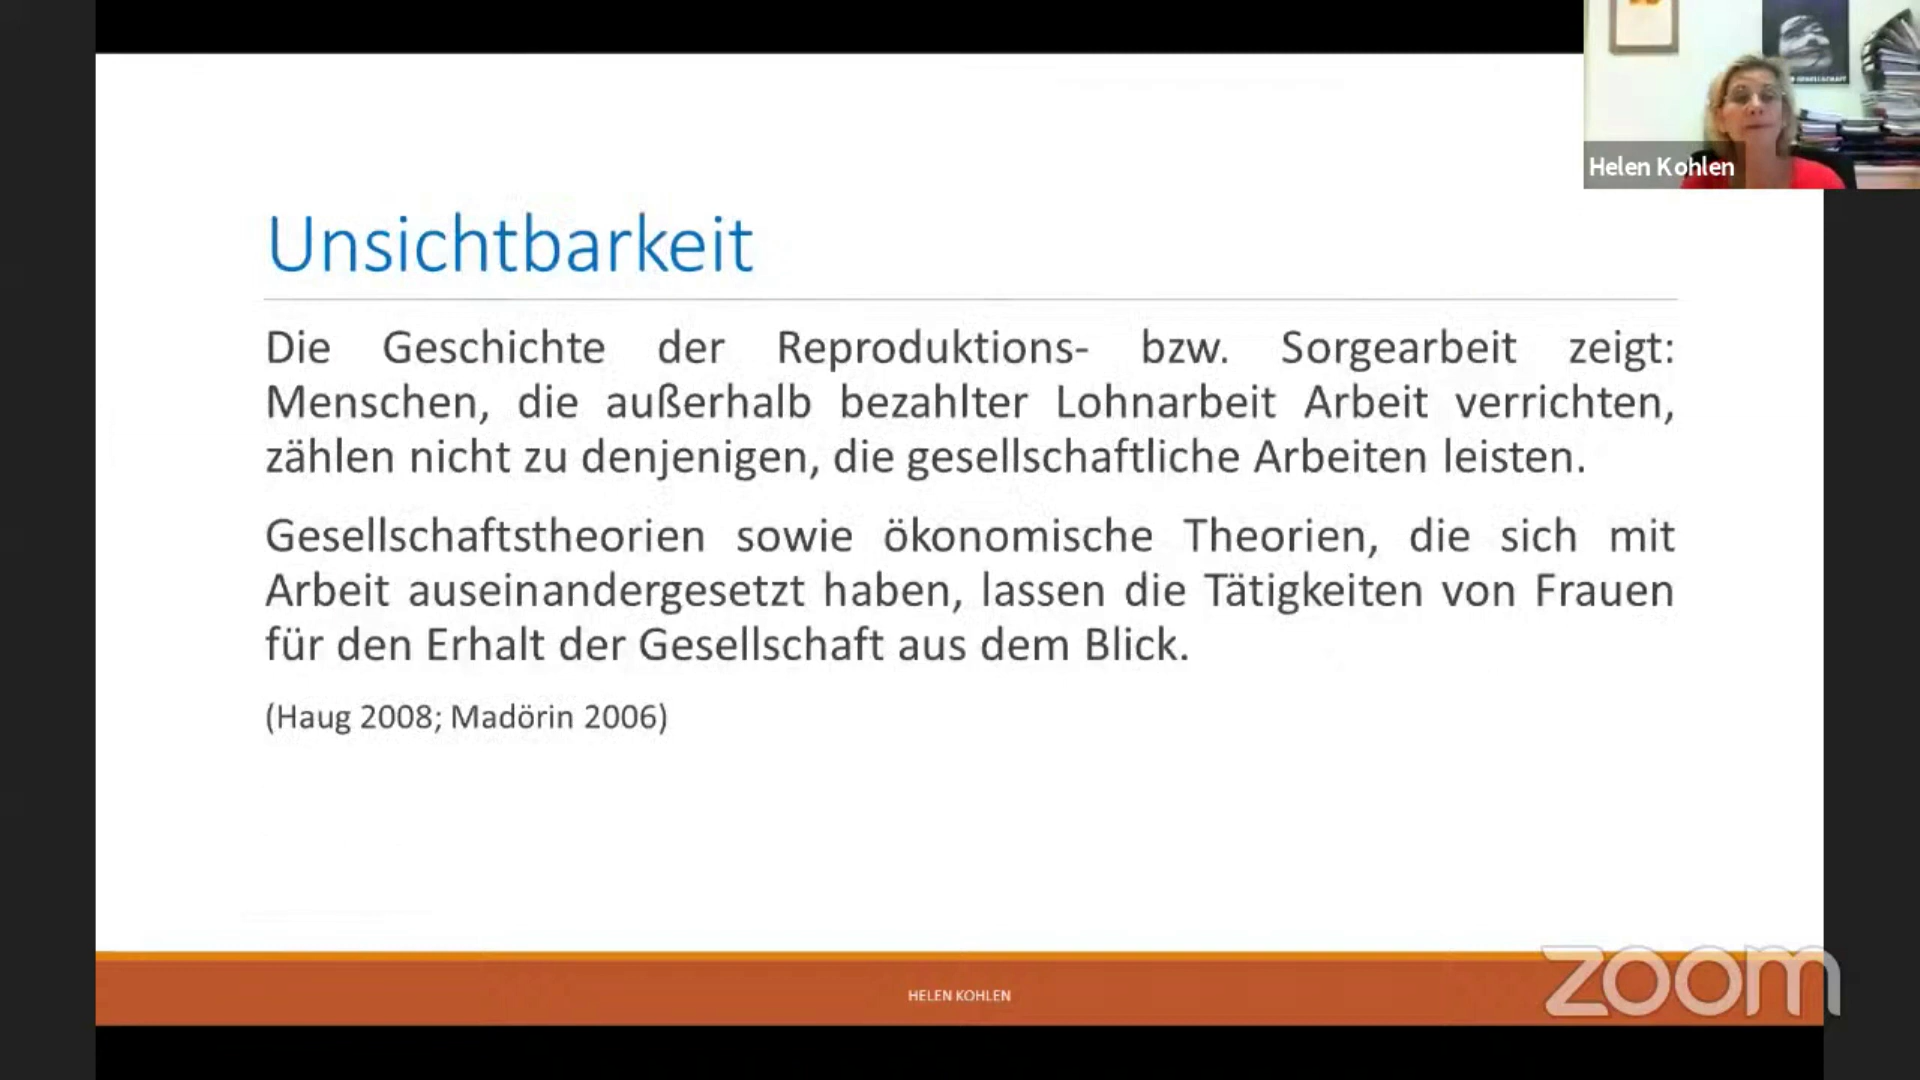 Helen Kohlen
Unsichtbarkeit
Die Geschichte der Reproduktions- bzw. Sorgearbeit zeigt:
Menschen, die außerhalb bezahlter Lohnarbeit Arbeit verrichten,
zählen nicht zu denjenigen, die gesellschaftliche Arbeiten leisten.
Gesellschaftstheorien sowie ökonomische Theorien, die sich mit
Arbeit auseinandergesetzt haben, lassen die Tätigkeiten von Frauen
für den Erhalt der Gesellschaft aus dem Blick.
(Haug 2008; Madörin 2006)
HELEN KOHLEN
zoom